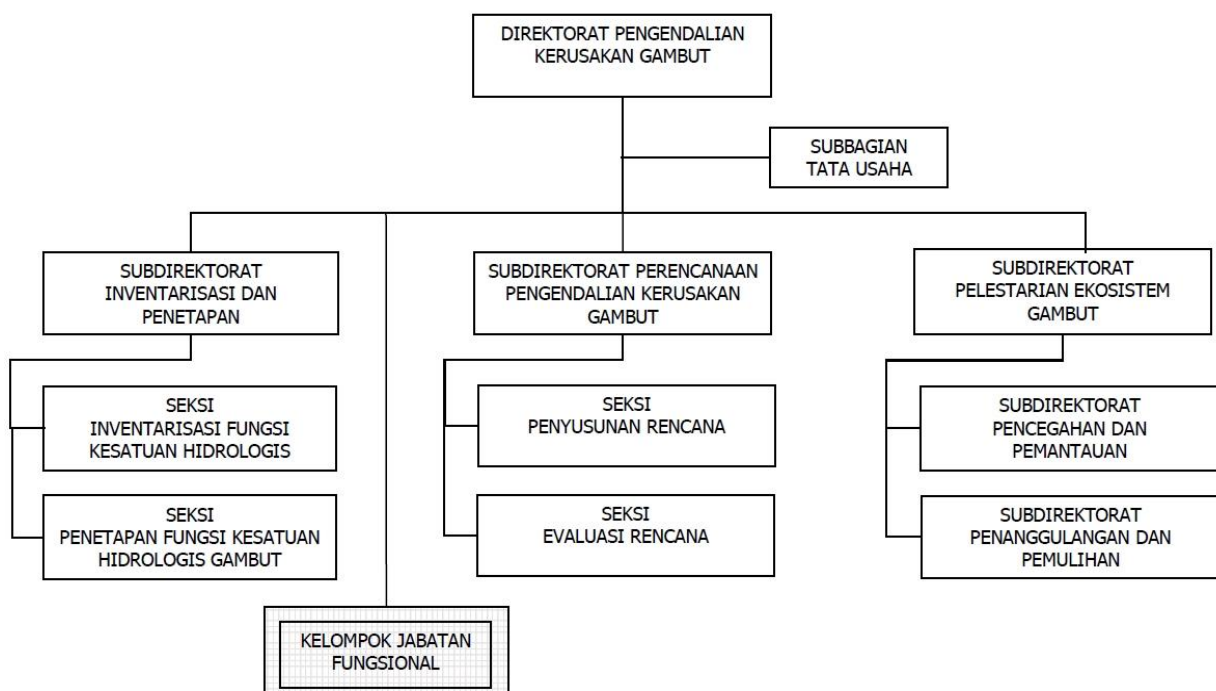 DIREKTORAT PENGENDALIAN
KERUSAKAN GAMBUT
SUBBAGIAN
TATA USAHA
SUBDIREKTORAT
INVENTARISASI DAN
PENETAPAN
SUBDIREKTORAT PERENCANAAN
PENGENDALIAN KERUSAKAN
GAMBUT
SUBDIREKTORAT
PELESTARIAN EKOSISTEM
GAMBUT
SEKSI
INVENTARISASI FUNGSI
KESATUAN HIDROLOGIS
SEKSI
PENYUSUNAN RENCANA
SUBDIREKTORAT
PENCEGAHAN DAN
PEMANTAUAN
SEKSI
PENETAPAN FUNGSI KESATUAN
HIDROLOGIS GAMBUT
SEKSI
EVALUASI RENCANA
SUBDIREKTORAT
PENANGGULANGAN DAN
PEMULIHAN
KELOMPOK JABATAN
FUNGSIONAL